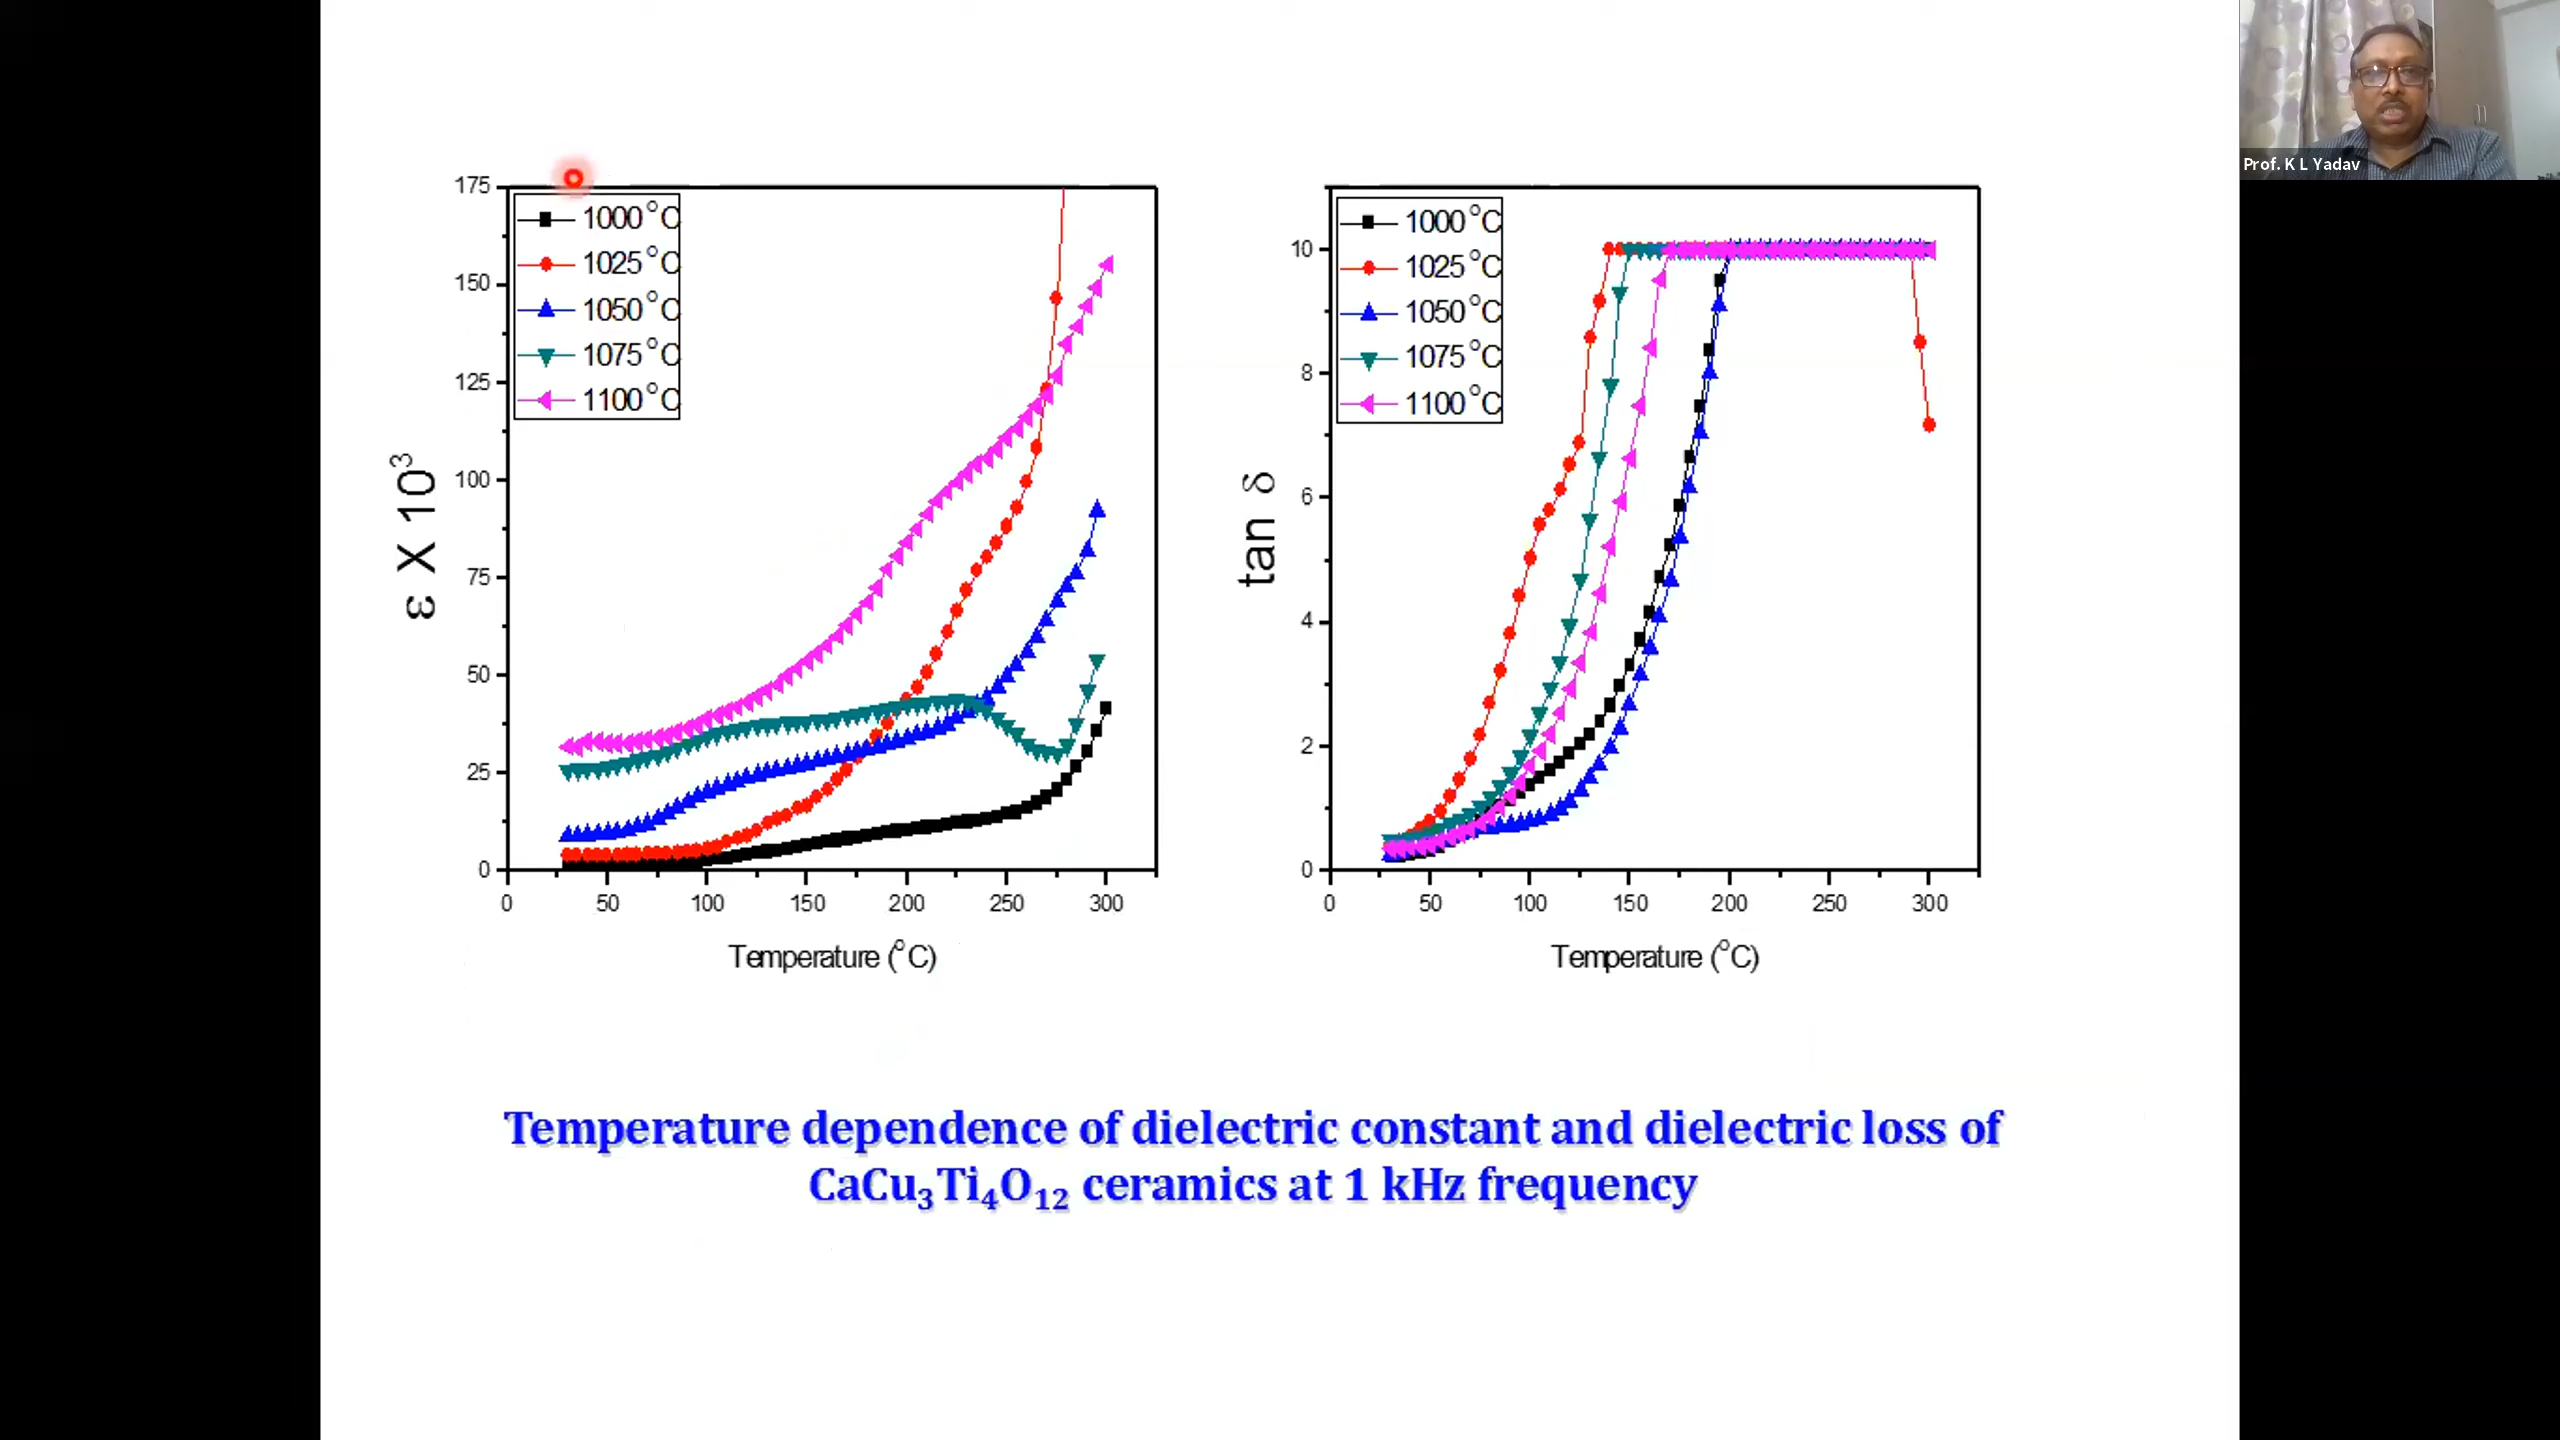 Prof. K L Yadav
175
150
125
100
75
50
25
0
ε X 10³
1000 °C
1025 °C
1050 °C
1075 °C
1100 °C
0 50 100 150 200 250 300
Temperature (°C)
10
8
6
4
2
0
tan δ
1000 °C
1025 °C
1050 °C
1075 °C
1100 °C
0 50 100 150 200 250 300
Temperature (°C)
Temperature dependence of dielectric constant and dielectric loss of
CaCu₃Ti₄O₁₂ ceramics at 1 kHz frequency